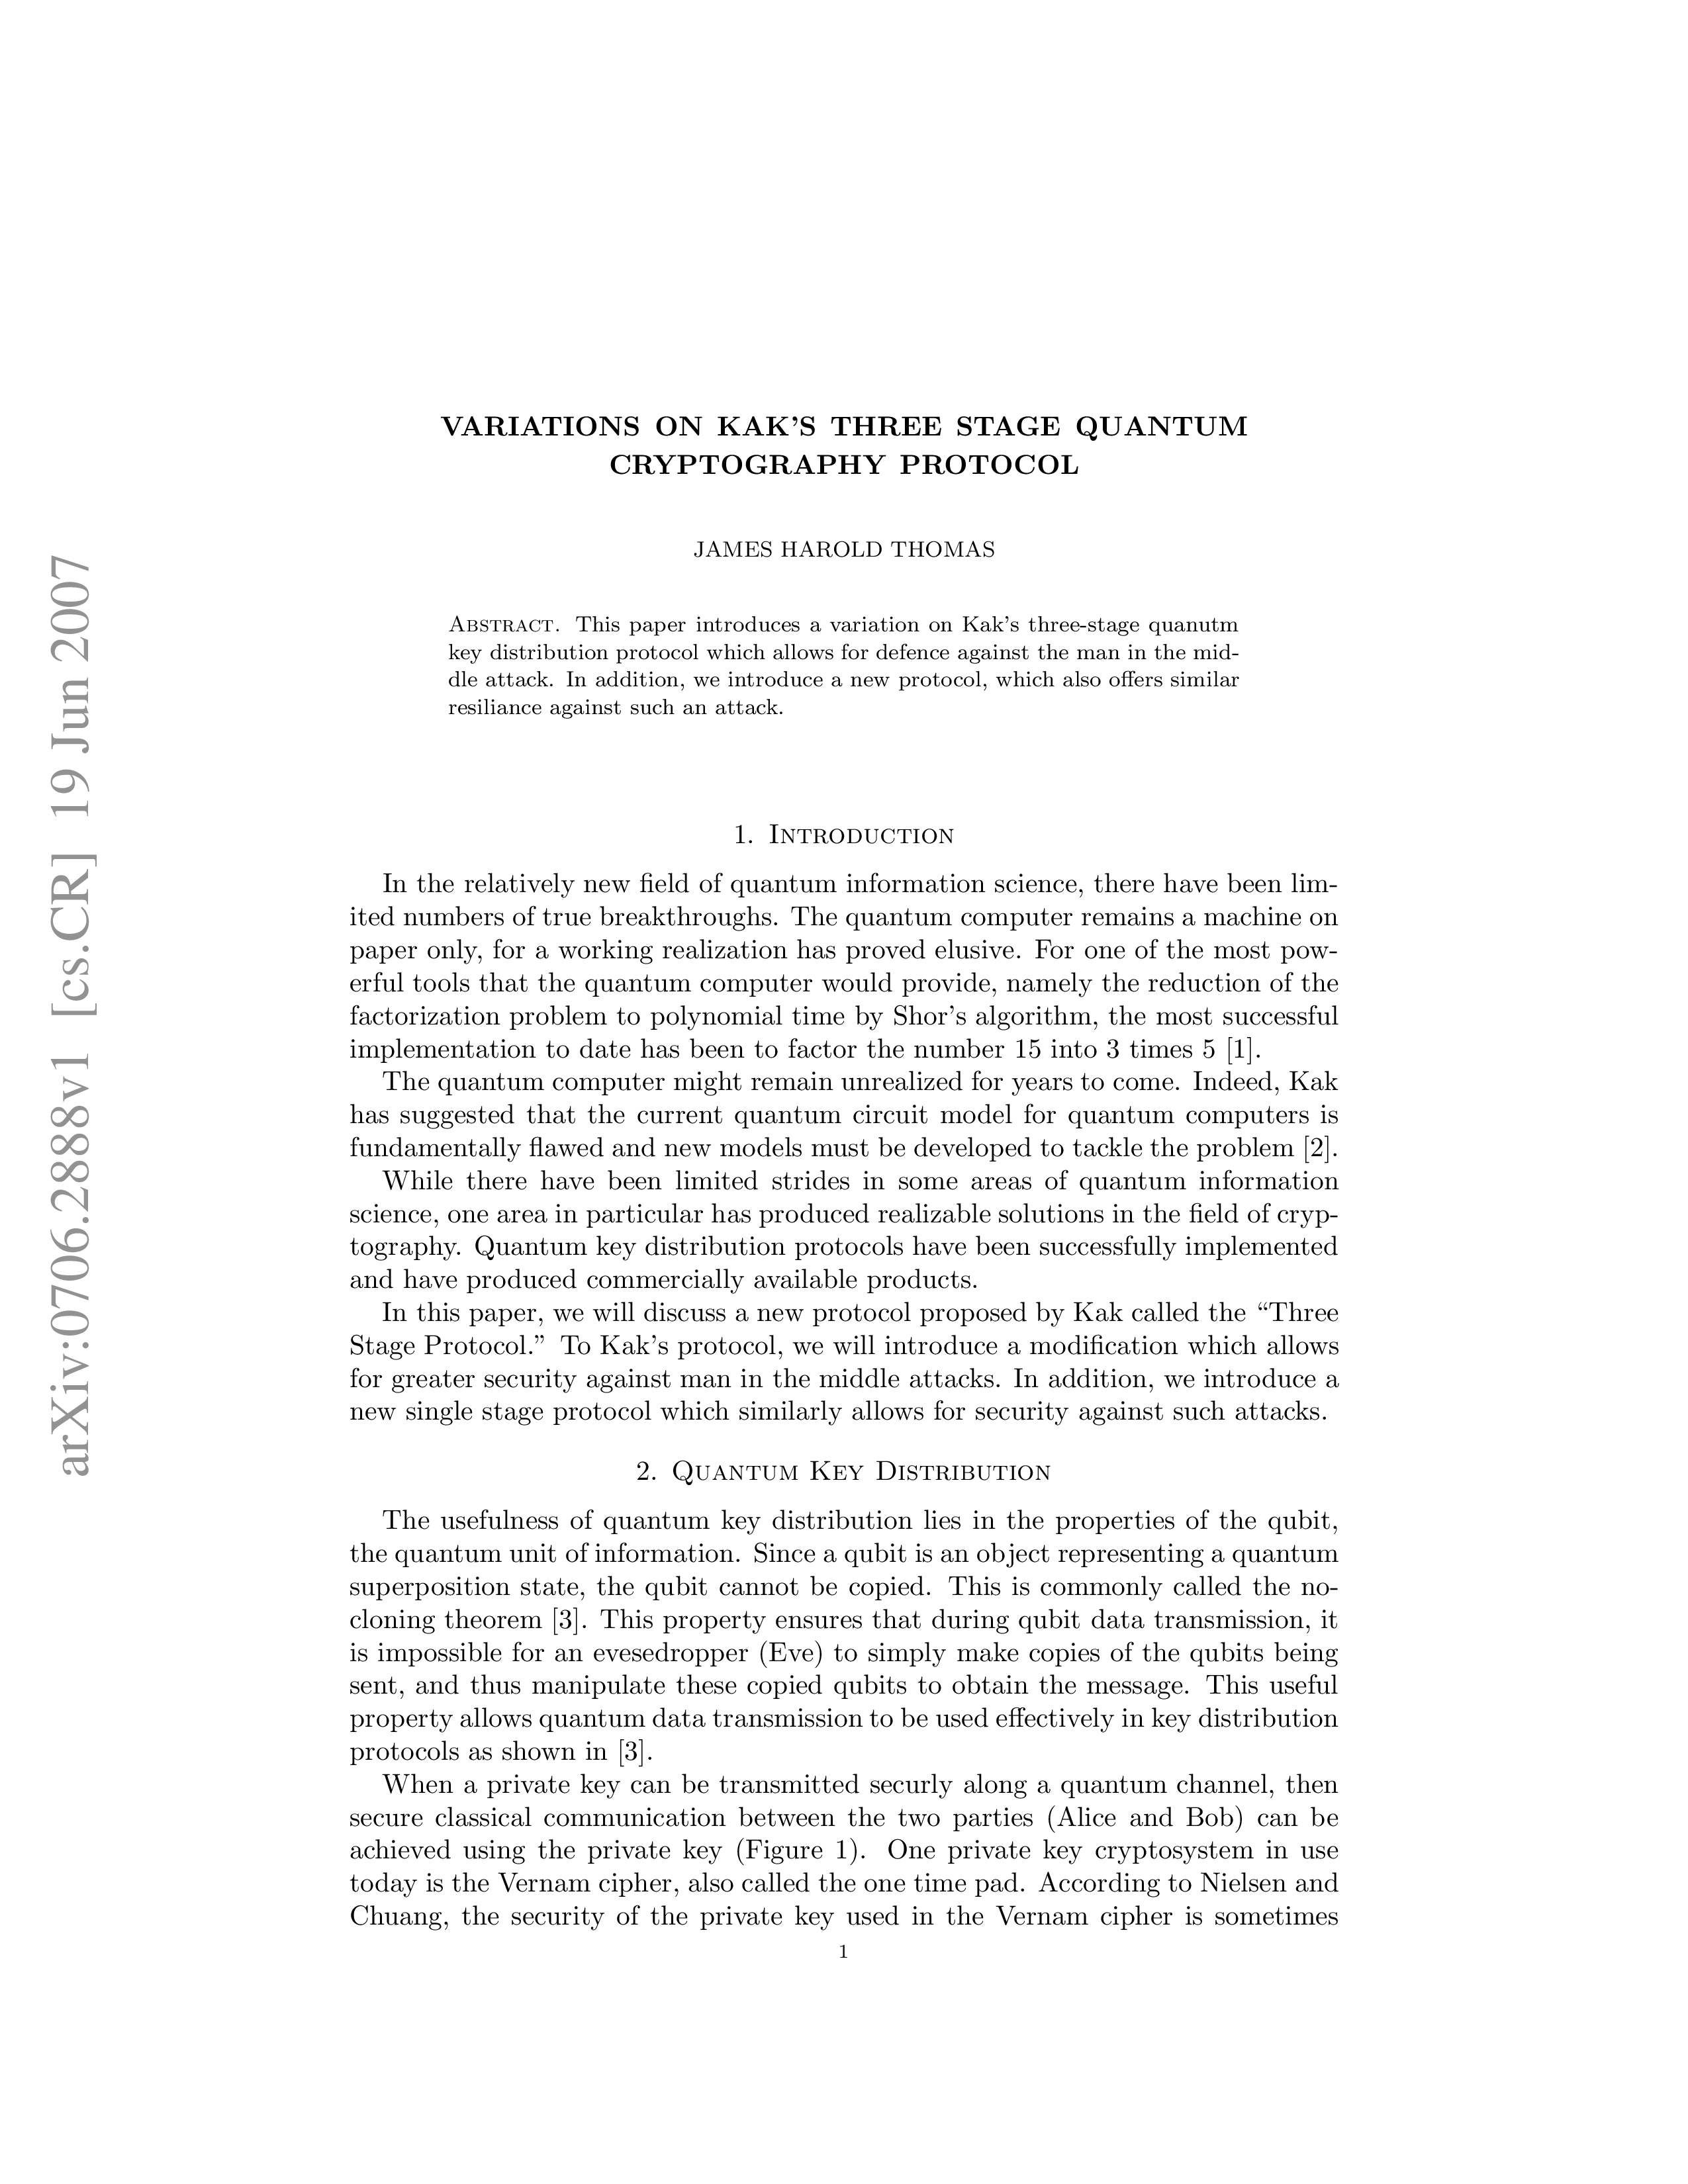 arXiv:0706.2888v1 [cs.CR] 19 Jun 2007
VARIATIONS ON KAK'S THREE STAGE QUANTUM
CRYPTOGRAPHY PROTOCOL
JAMES HAROLD THOMAS
Abstract. This paper introduces a variation on Kak's three-stage quanutm
key distribution protocol which allows for defence against the man in the mid-
dle attack. In addition, we introduce a new protocol, which also offers similar
resiliance against such an attack.
1. Introduction
In the relatively new field of quantum information science, there have been lim-
ited numbers of true breakthroughs. The quantum computer remains a machine on
paper only, for a working realization has proved elusive. For one of the most pow-
erful tools that the quantum computer would provide, namely the reduction of the
factorization problem to polynomial time by Shor's algorithm, the most successful
implementation to date has been to factor the number 15 into 3 times 5 [1].
The quantum computer might remain unrealized for years to come. Indeed, Kak
has suggested that the current quantum circuit model for quantum computers is
fundamentally flawed and new models must be developed to tackle the problem [2].
While there have been limited strides in some areas of quantum information
science, one area in particular has produced realizable solutions in the field of cryp-
tography. Quantum key distribution protocols have been successfully implemented
and have produced commercially available products.
In this paper, we will discuss a new protocol proposed by Kak called the “Three
Stage Protocol.” To Kak's protocol, we will introduce a modification which allows
for greater security against man in the middle attacks. In addition, we introduce a
new single stage protocol which similarly allows for security against such attacks.
2. Quantum Key Distribution
The usefulness of quantum key distribution lies in the properties of the qubit,
the quantum unit of information. Since a qubit is an object representing a quantum
superposition state, the qubit cannot be copied. This is commonly called the no-
cloning theorem [3]. This property ensures that during qubit data transmission, it
is impossible for an evesedropper (Eve) to simply make copies of the qubits being
sent, and thus manipulate these copied qubits to obtain the message. This useful
property allows quantum data transmission to be used effectively in key distribution
protocols as shown in [3].
When a private key can be transmitted securly along a quantum channel, then
secure classical communication between the two parties (Alice and Bob) can be
achieved using the private key (Figure 1). One private key cryptosystem in use
today is the Vernam cipher, also called the one time pad. According to Nielsen and
Chuang, the security of the private key used in the Vernam cipher is sometimes
1